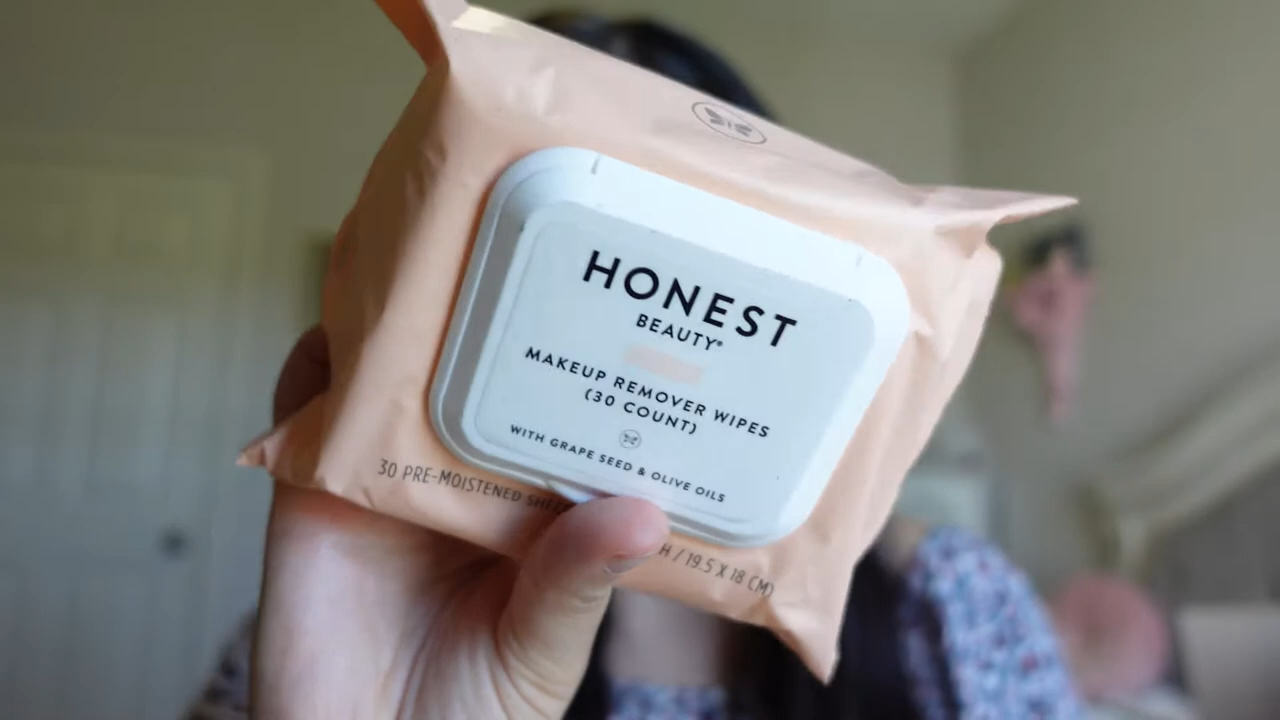 HONEST
BEAUTY®
MAKEUP REMOVER WIPES
(30 COUNT)
WITH GRAPE SEED & OLIVE OILS
30 PRE-MOISTENED H / 19.5 X 18 (CM)